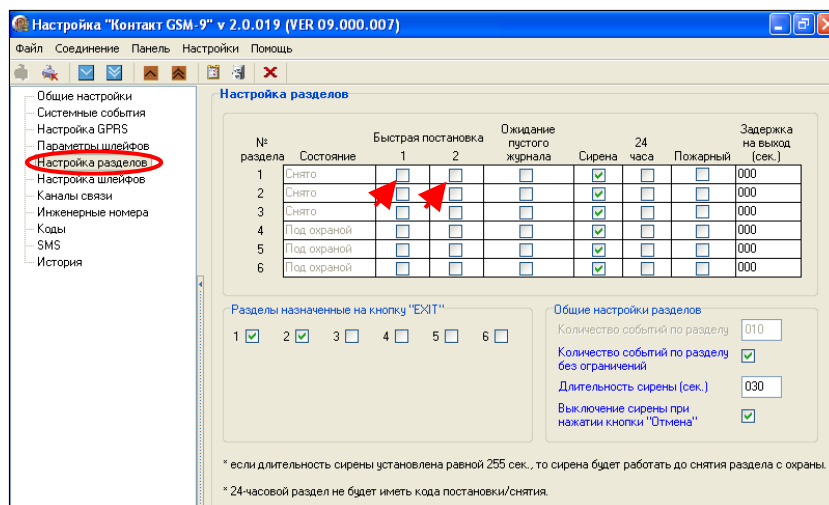 Настройка "Контакт GSM-9" v 2.0.019 (VER 09.000.007)
Файл Соединение Панель Настройки Помощь
Общие настройки
Системные события
Настройка GPRS
Параметры шлейфов
Настройка разделов
Настройка шлейфов
Каналы связи
Инженерные номера
Коды
SMS
История
Настройка разделов
№ раздела Состояние Быстрая постановка 1 2 Ожидание пустого журнала Сирена 24 часа Пожарный Задержка на выход (сек.)
1 Снято 000
2 Снято 000
3 Снято 000
4 Под охраной 000
5 Под охраной 000
6 Под охраной 000
Разделы назначенные на кнопку "EXIT"
1 2 3 4 5 6
Общие настройки разделов
Количество событий по разделу 010
Количество событий по разделу
без ограничений
Длительность сирены (сек.) 030
Выключение сирены при
нажатии кнопки "Отмена"
* если длительность сирены установлена равной 255 сек., то сирена будет работать до снятия раздела с охраны.
* 24-часовой раздел не будет иметь кода постановки/снятия.